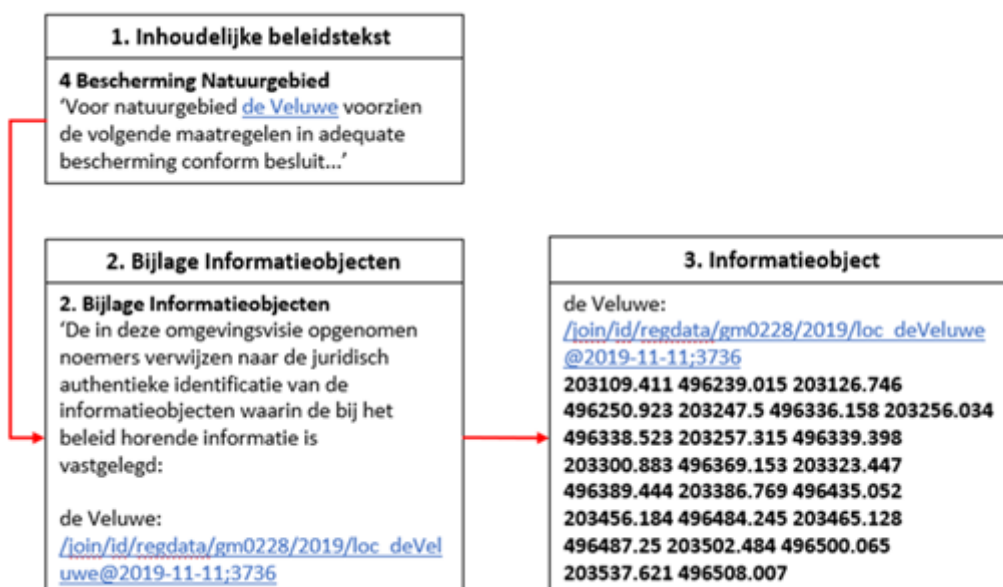 1. Inhoudelijke beleidstekst
4 Bescherming Natuurgebied
‘Voor natuurgebied de Veluwe voorzien
de volgende maatregelen in adequate
bescherming conform besluit...’
2. Bijlage Informatieobjecten
2. Bijlage Informatieobjecten
‘De in deze omgevingsvisie opgenomen
noemers verwijzen naar de juridisch
authentieke identificatie van de
informatieobjecten waarin de bij het
beleid horende informatie is
vastgelegd:
de Veluwe:
/join/id/regdata/gm0228/2019/loc_deVel
uwe@2019-11-11;3736
3. Informatieobject
de Veluwe:
/join/id/regdata/gm0228/2019/loc_deVeluwe
@2019-11-11;3736
203109.411 496239.015 203126.746
496250.923 203247.5 496336.158 203256.034
496338.523 203257.315 496339.398
203300.883 496369.153 203323.447
496389.444 203386.769 496435.052
203456.184 496484.245 203465.128
496487.25 203502.484 496500.065
203537.621 496508.007